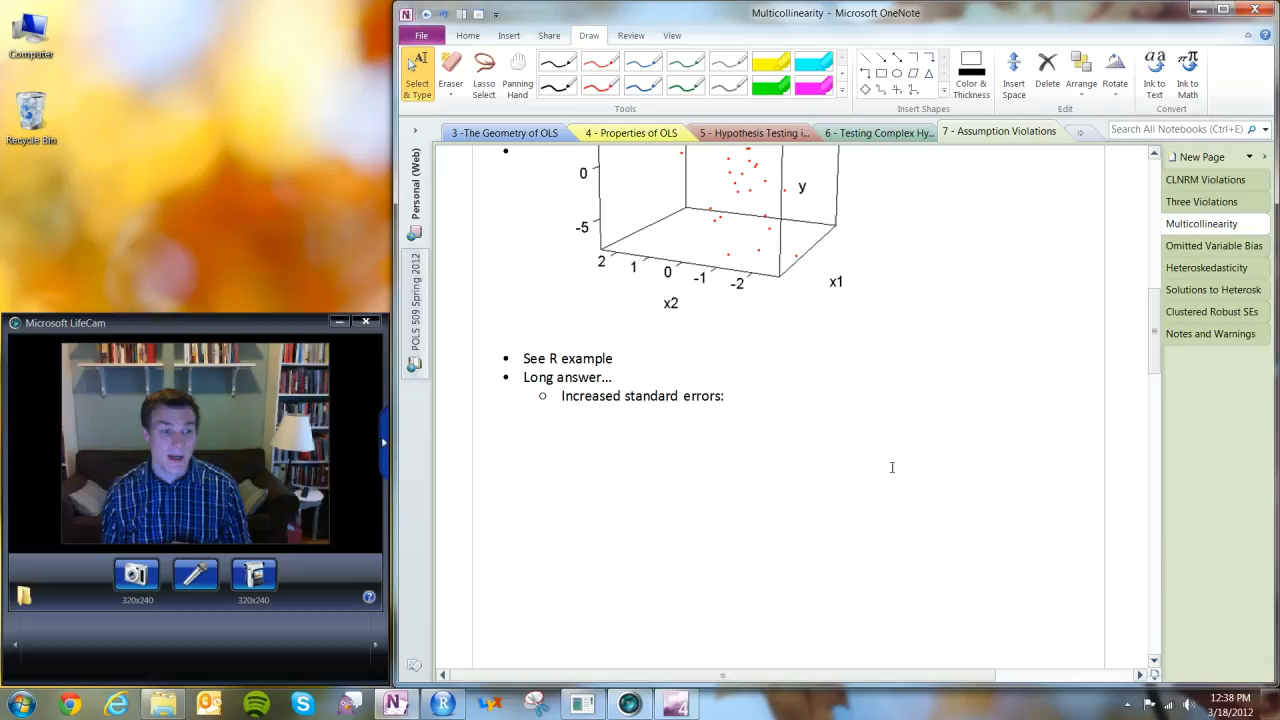 Computer
Recycle Bin
Microsoft LifeCam
320x240
320x240
Multicollinearity - Microsoft OneNote
File
Home
Insert
Share
Draw
Review
View
Select & Type
Eraser
Lasso Select
Panning Hand
Insert Space
Delete
Arrange
Rotate
Color & Thickness
Ink to Text
Ink to Math
Tools
Insert Shapes
Edit
Convert
3 -The Geometry of OLS
4 - Properties of OLS
5 - Hypothesis Testing i...
6 - Testing Complex Hy...
7 - Assumption Violations
Search All Notebooks (Ctrl+E)
Personal (Web)
POLS 509 Spring 2012
New Page
CLNRM Violations
Three Violations
Multicollinearity
Omitted Variable Bias
Heteroskedasticity
Solutions to Heterosk
Clustered Robust SEs
Notes and Warnings
0
-5
2
1
0
-1
-2
x2
y
x1
• See R example
• Long answer...
○ Increased standard errors:
12:38 PM
3/18/2012